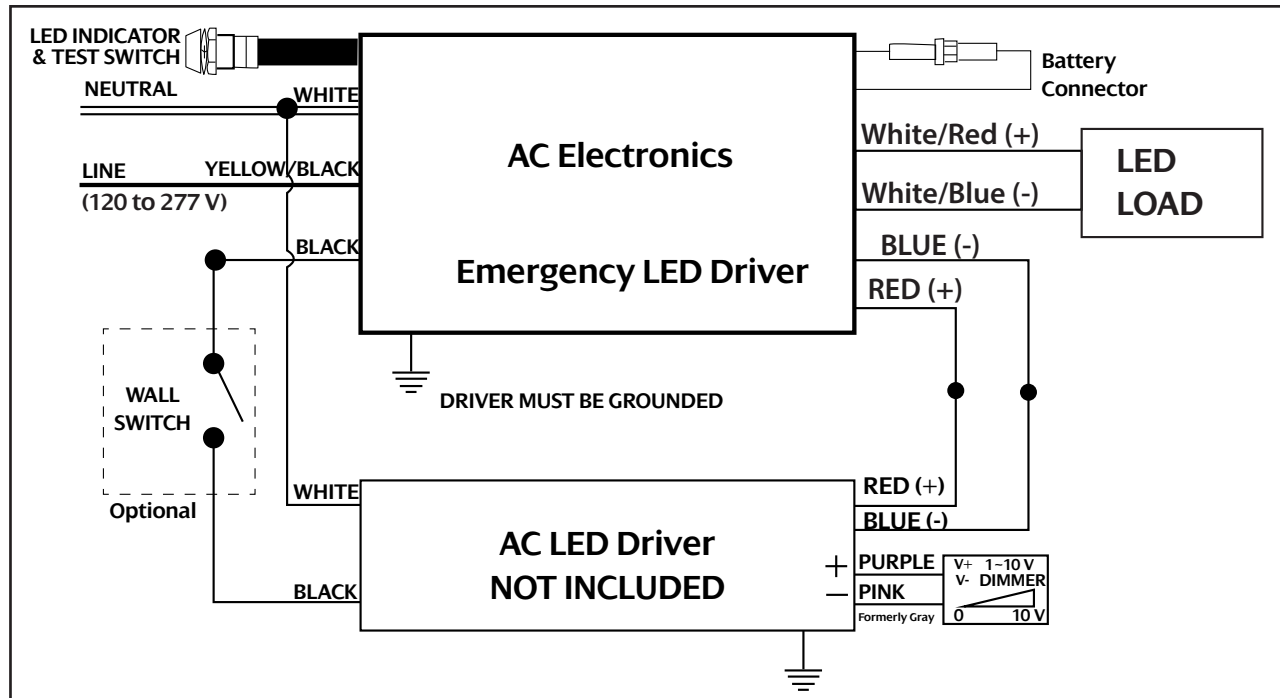 LED INDICATOR
& TEST SWITCH
NEUTRAL
WHITE
LINE
YELLOW/BLACK
(120 to 277 V)
BLACK
AC Electronics
Emergency LED Driver
Battery
Connector
White/Red (+)
White/Blue (-)
LED
LOAD
BLUE (-)
RED (+)
DRIVER MUST BE GROUNDED
WALL
SWITCH
Optional
WHITE
BLACK
AC LED Driver
NOT INCLUDED
RED (+)
BLUE (-)
+ PURPLE
− PINK
Formerly Gray
V+ 1~10 V
V- DIMMER
0 10 V